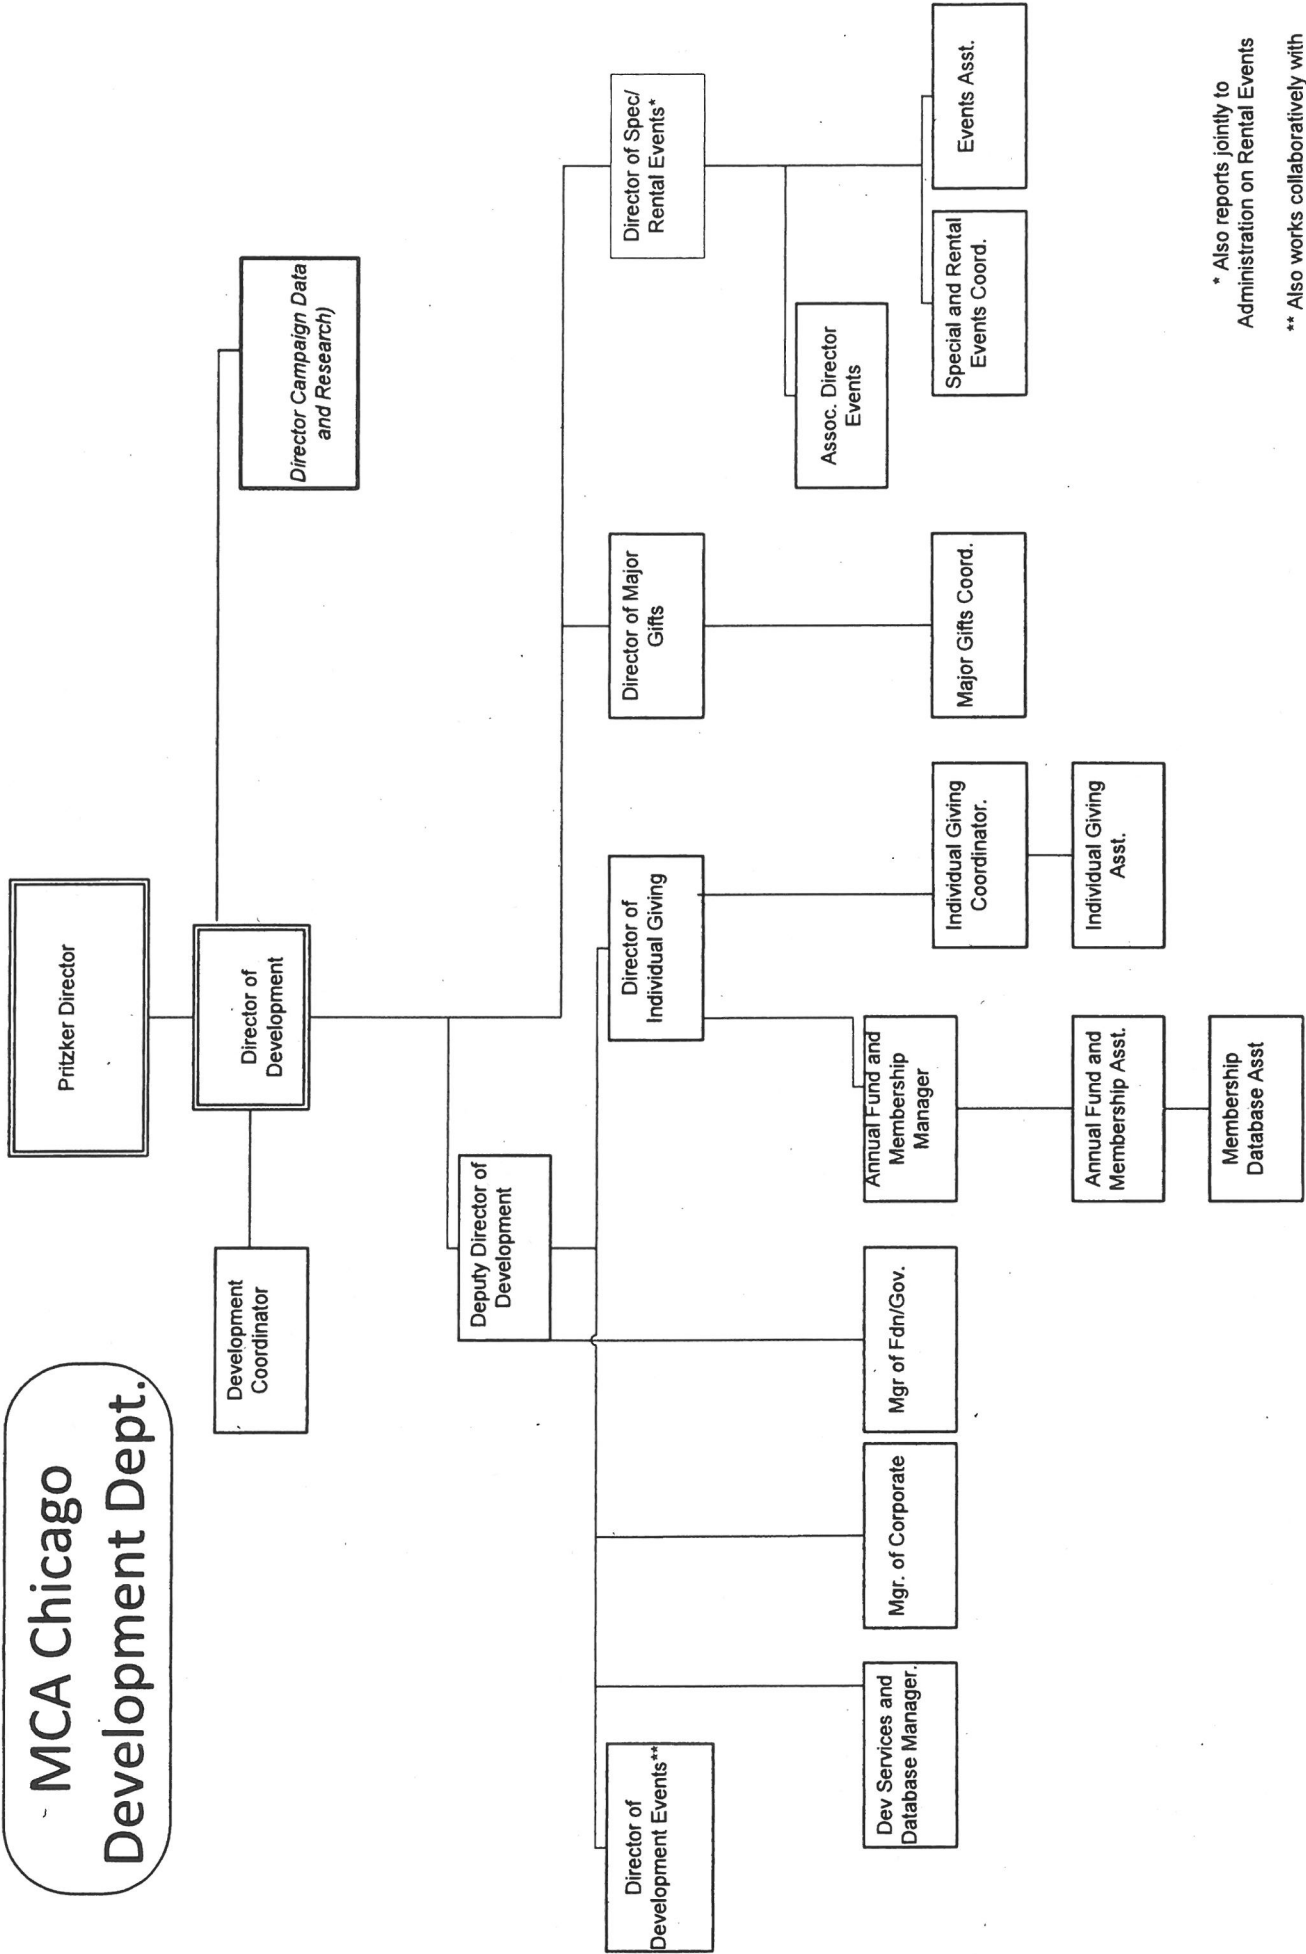 MCA Chicago
Development Dept.
Pritzker Director
Development
Coordinator
Director of
Development
Director Campaign Data
and Research)
Deputy Director of
Development
Director of
Development Events**
Director of
Individual Giving
Director of Major
Gifts
Director of Spec/
Rental Events*
Assoc. Director
Events
Dev Services and
Database Manager.
Mgr. of Corporate
Mgr of Fdn/Gov.
Annual Fund and
Membership
Manager
Individual Giving
Coordinator.
Major Gifts Coord.
Special and Rental
Events Coord.
Events Asst.
Annual Fund and
Membership Asst.
Individual Giving
Asst.
Membership
Database Asst
* Also reports jointly to
Administration on Rental Events
** Also works collaboratively with